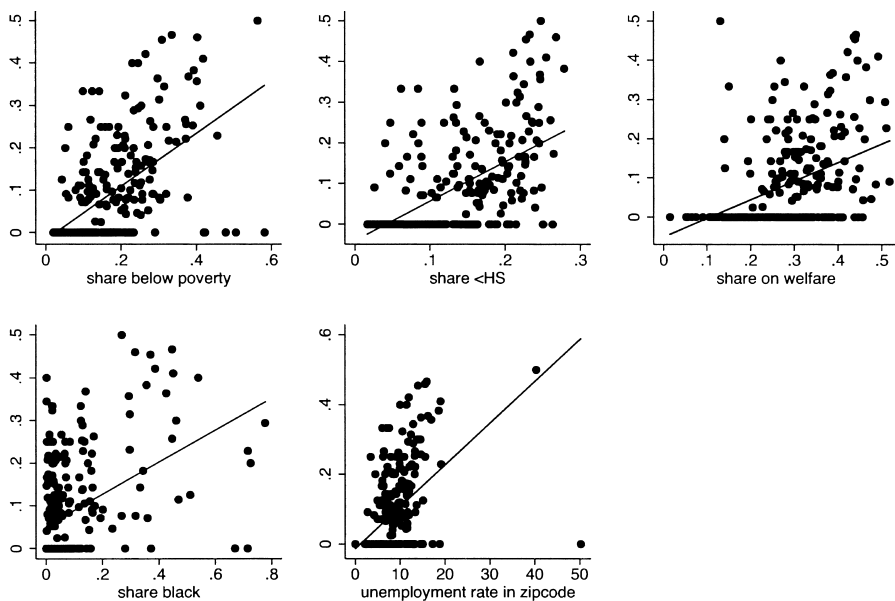 .5
.4
.3
.2
.1
0
0 .2 .4 .6
share below poverty
.5
.4
.3
.2
.1
0
0 .1 .2 .3
share <HS
.5
.4
.3
.2
.1
0
0 .1 .2 .3 .4 .5
share on welfare
.5
.4
.3
.2
.1
0
0 .2 .4 .6 .8
share black
.6
.4
.2
0
0 10 20 30 40 50
unemployment rate in zipcode